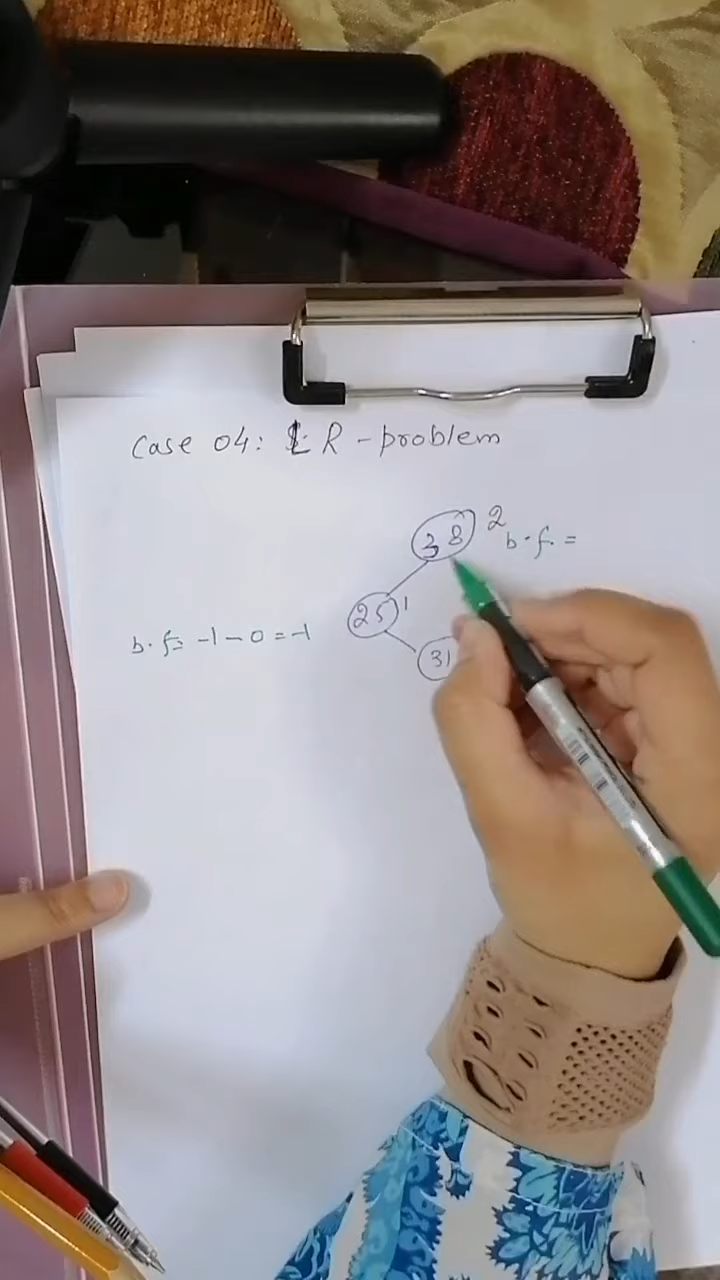 Case 04: LR - problem
38 2 b.f. =
25 1
b.f = -1 - 0 = -1
31